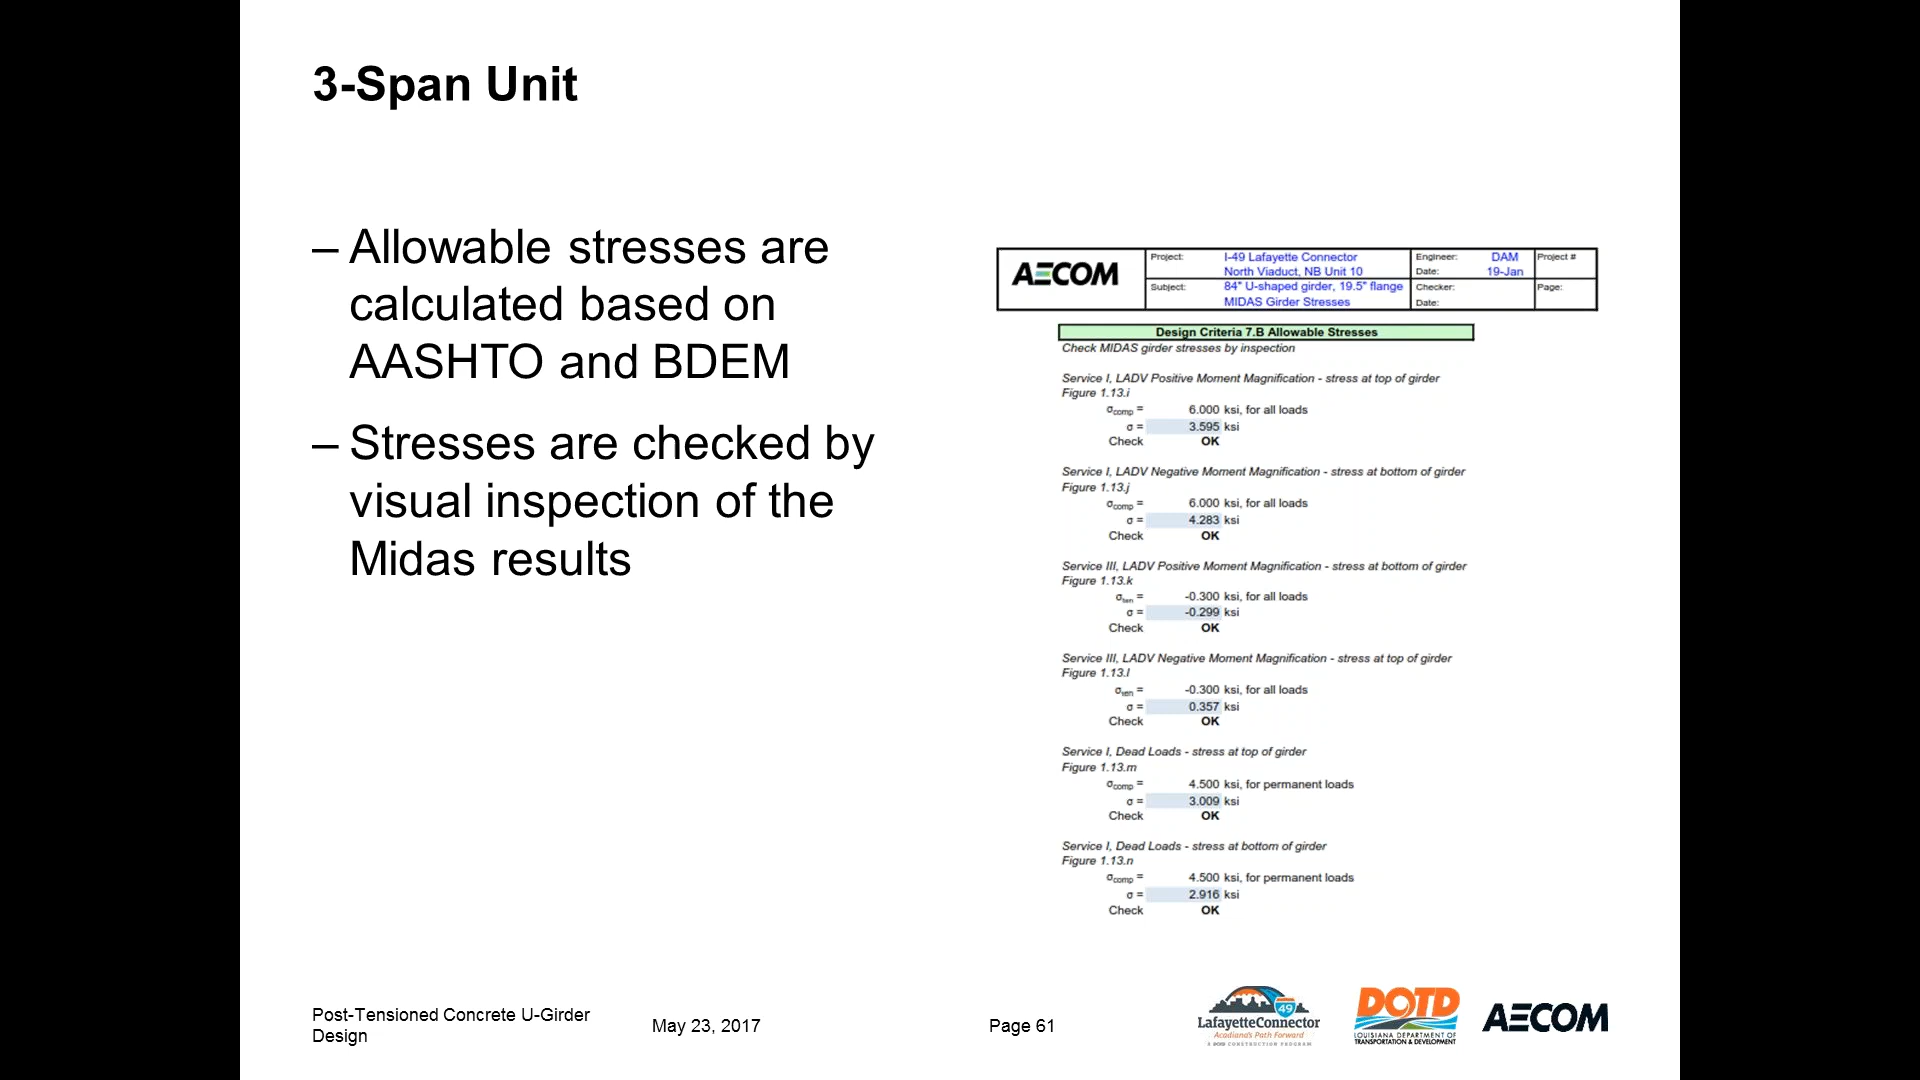 3-Span Unit
– Allowable stresses are
calculated based on
AASHTO and BDEM
– Stresses are checked by
visual inspection of the
Midas results
AECOM
Project: I-49 Lafayette Connector Engineer: DAM Project #
North Viaduct, NB Unit 10 Date: 19-Jan
Subject: 84" U-shaped girder, 19.5" flange Checker: Page:
MIDAS Girder Stresses Date:
Design Criteria 7.B Allowable Stresses
Check MIDAS girder stresses by inspection
Service I, LADV Positive Moment Magnification - stress at top of girder
Figure 1.13.i
σcomp = 6.000 ksi, for all loads
σ = 3.595 ksi
Check OK
Service I, LADV Negative Moment Magnification - stress at bottom of girder
Figure 1.13.j
σcomp = 6.000 ksi, for all loads
σ = 4.283 ksi
Check OK
Service III, LADV Positive Moment Magnification - stress at bottom of girder
Figure 1.13.k
σten = -0.300 ksi, for all loads
σ = -0.299 ksi
Check OK
Service III, LADV Negative Moment Magnification - stress at top of girder
Figure 1.13.l
σten = -0.300 ksi, for all loads
σ = 0.357 ksi
Check OK
Service I, Dead Loads - stress at top of girder
Figure 1.13.m
σcomp = 4.500 ksi, for permanent loads
σ = 3.009 ksi
Check OK
Service I, Dead Loads - stress at bottom of girder
Figure 1.13.n
σcomp = 4.500 ksi, for permanent loads
σ = 2.916 ksi
Check OK
Post-Tensioned Concrete U-Girder
Design
May 23, 2017
Page 61
49
LafayetteConnector
Acadiana's Path Forward
A DOTD CONSTRUCTION PROGRAM
DOTD
LOUISIANA DEPARTMENT OF
TRANSPORTATION & DEVELOPMENT
AECOM